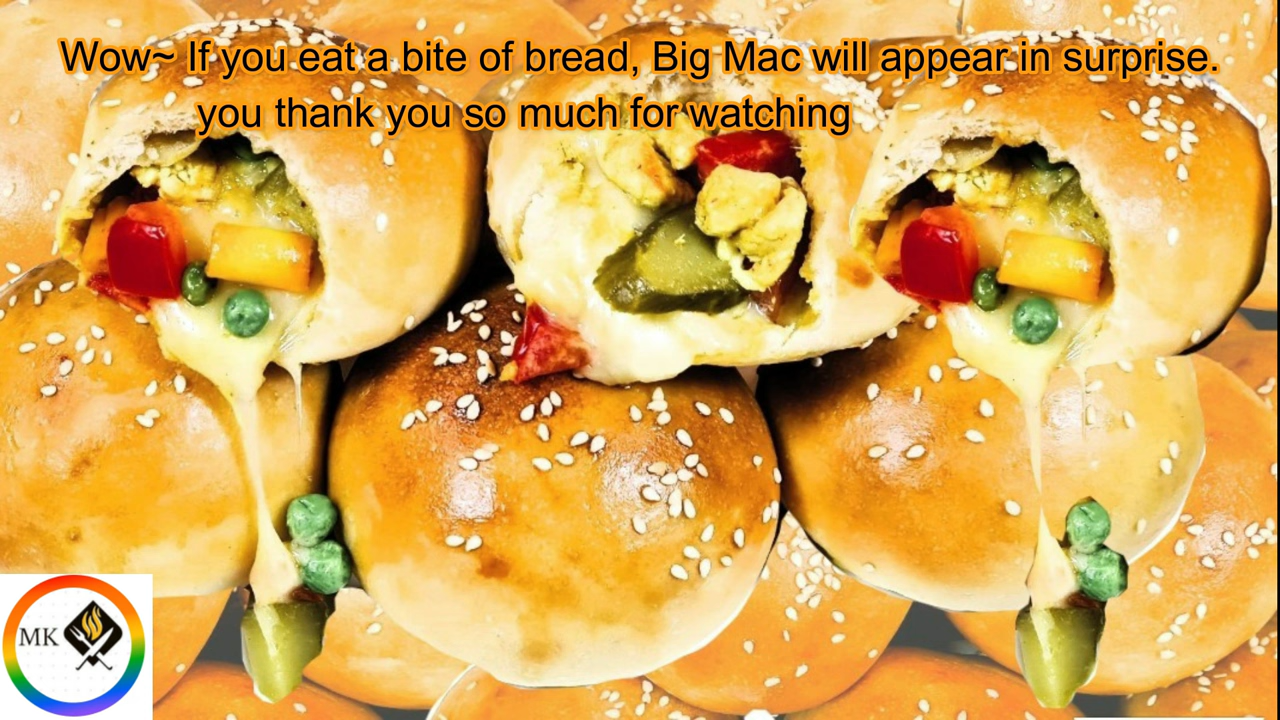 Wow~ If you eat a bite of bread, Big Mac will appear in surprise.
you thank you so much for watching
MK